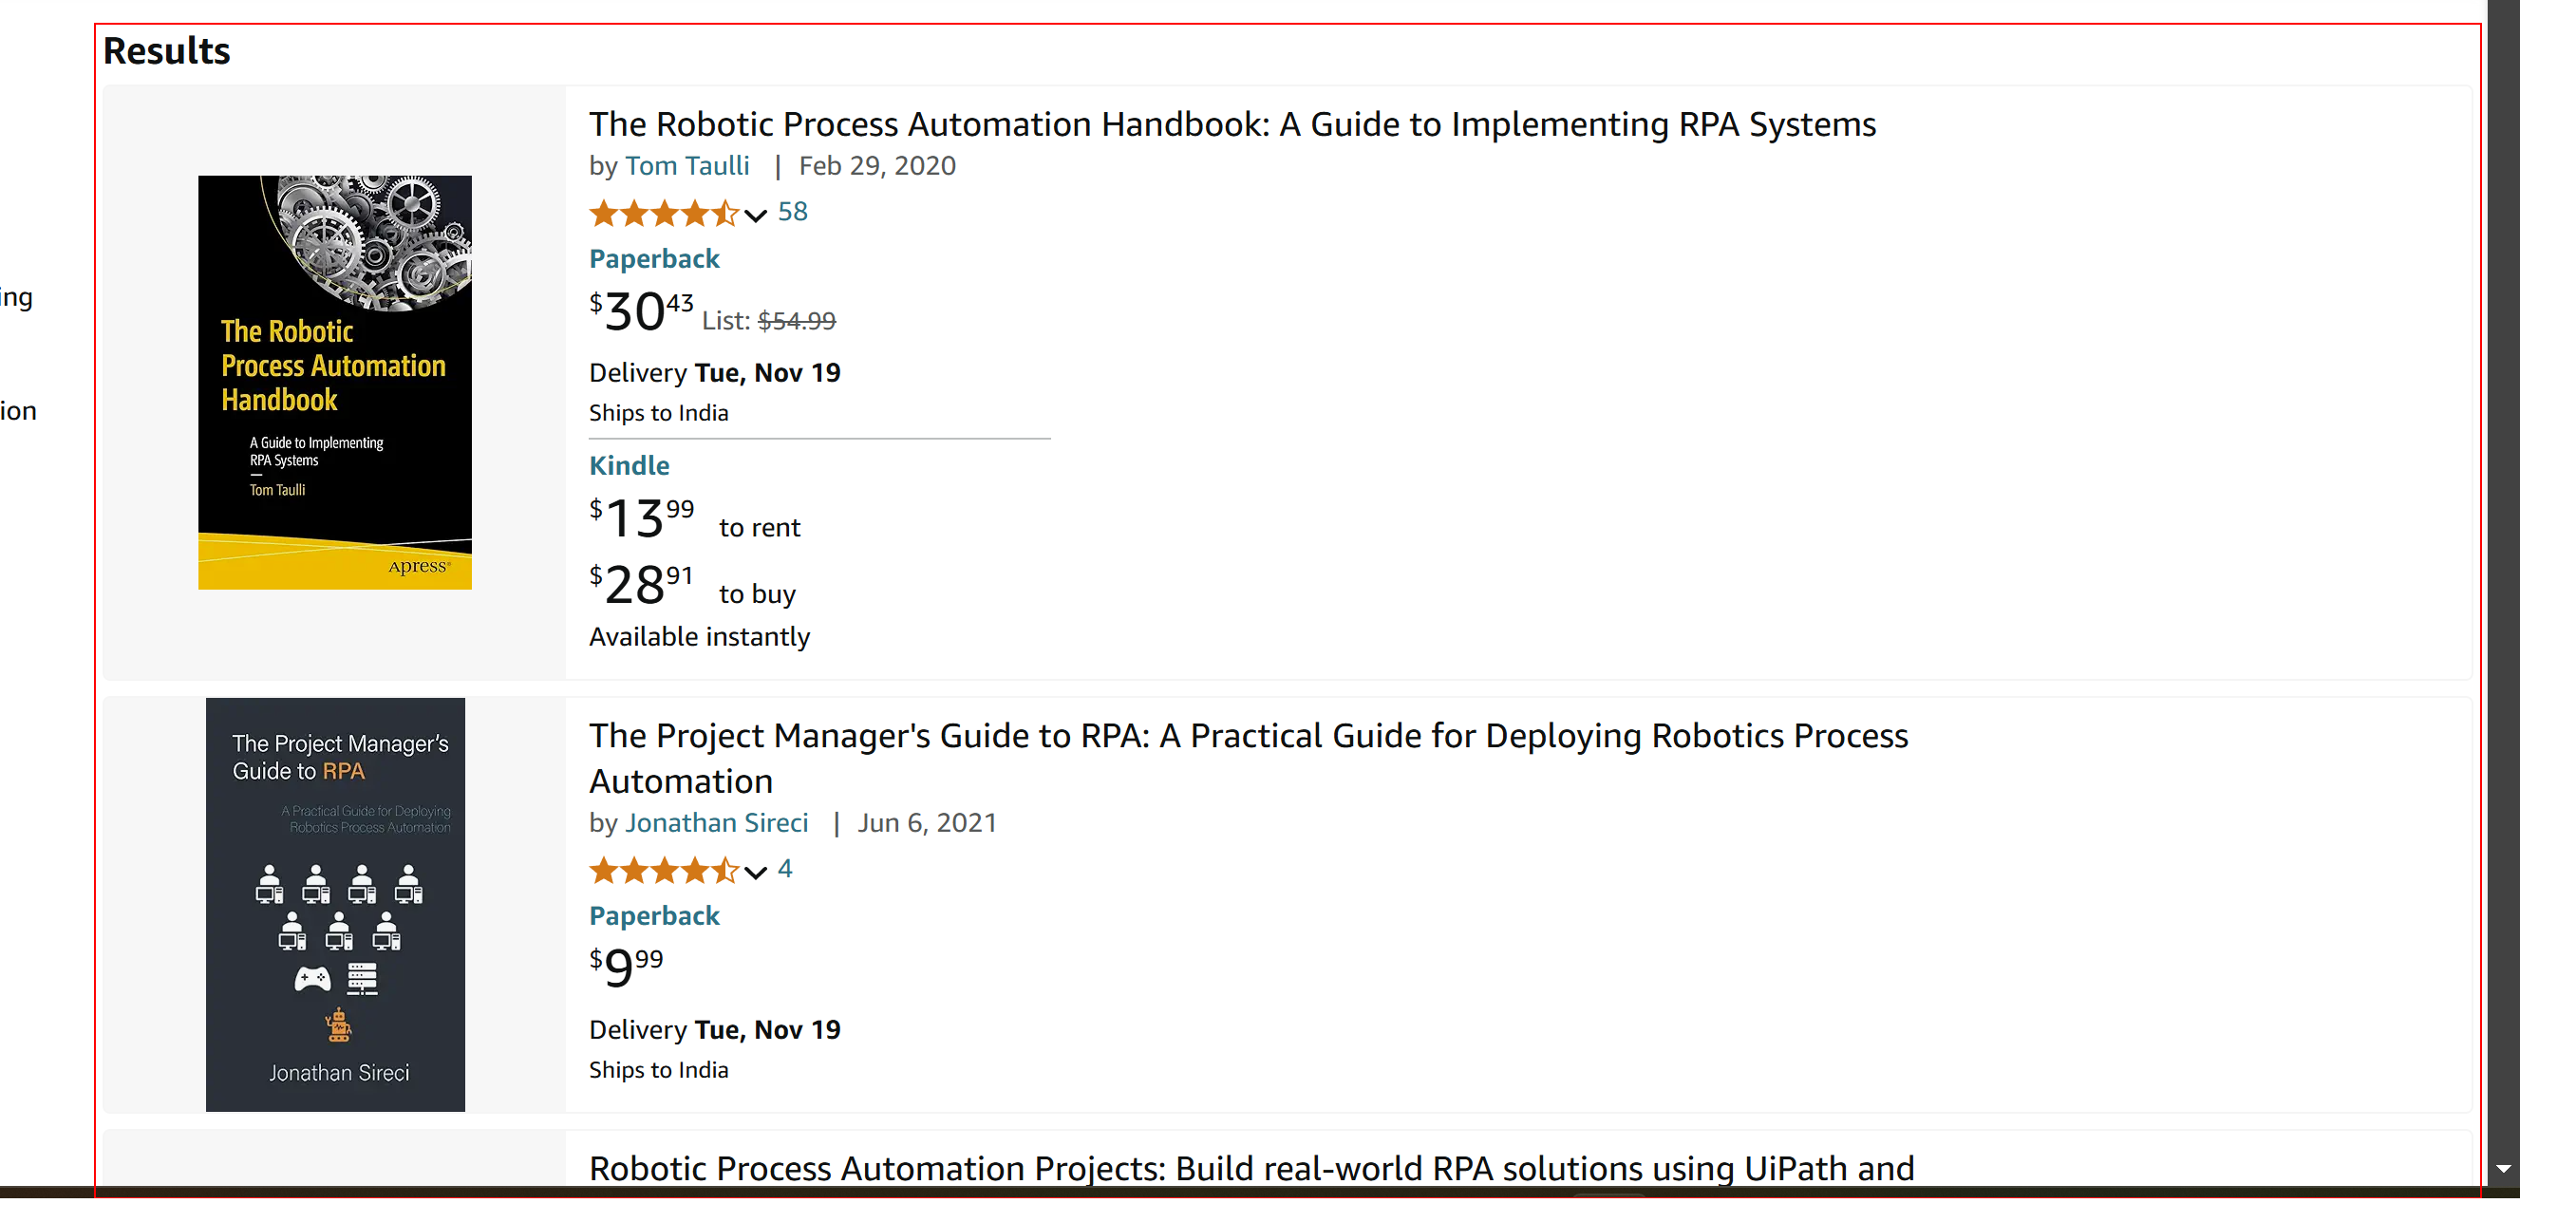 Results
ing
ion
The Robotic
Process Automation
Handbook
A Guide to Implementing
RPA Systems
Tom Taulli
Apress®
The Robotic Process Automation Handbook: A Guide to Implementing RPA Systems
by Tom Taulli | Feb 29, 2020
58
Paperback
$30 43 List: $54.99
Delivery Tue, Nov 19
Ships to India
Kindle
$13 99 to rent
$28 91 to buy
Available instantly
The Project Manager's
Guide to RPA
A Practical Guide for Deploying
Robotics Process Automation
Jonathan Sireci
The Project Manager's Guide to RPA: A Practical Guide for Deploying Robotics Process
Automation
by Jonathan Sireci | Jun 6, 2021
4
Paperback
$9 99
Delivery Tue, Nov 19
Ships to India
Robotic Process Automation Projects: Build real-world RPA solutions using UiPath and